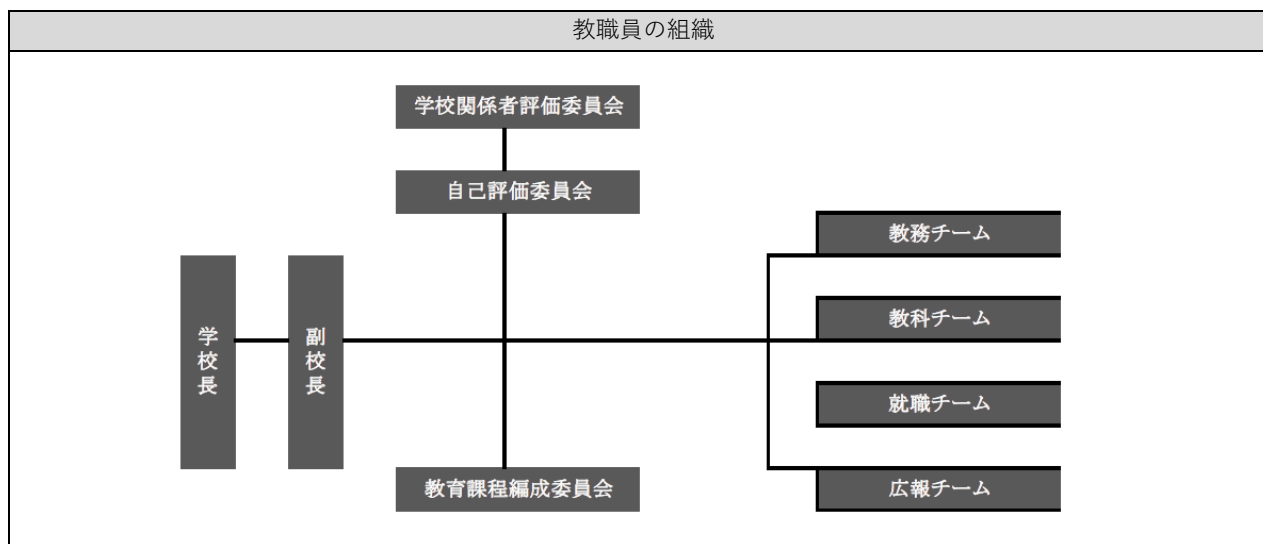 教職員の組織
学校関係者評価委員会
自己評価委員会
学校長
副校長
教務チーム
教科チーム
就職チーム
広報チーム
教育課程編成委員会